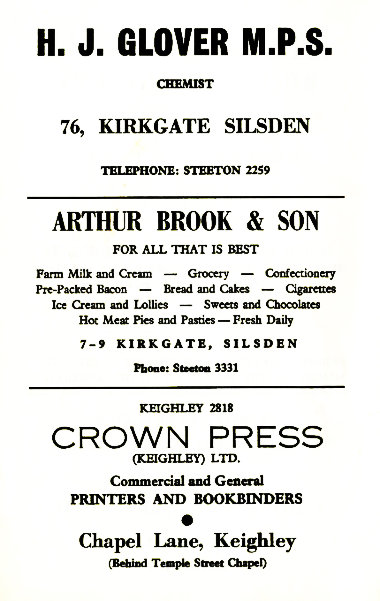 H. J. GLOVER M.P.S.
CHEMIST
76, KIRKGATE SILSDEN
TELEPHONE: STEETON 2259
ARTHUR BROOK & SON
FOR ALL THAT IS BEST
Farm Milk and Cream — Grocery — Confectionery
Pre-Packed Bacon — Bread and Cakes — Cigarettes
Ice Cream and Lollies — Sweets and Chocolates
Hot Meat Pies and Pasties — Fresh Daily
7-9 KIRKGATE, SILSDEN
Phone: Steeton 3331
KEIGHLEY 2818
CROWN PRESS
(KEIGHLEY) LTD.
Commercial and General
PRINTERS AND BOOKBINDERS
Chapel Lane, Keighley
(Behind Temple Street Chapel)